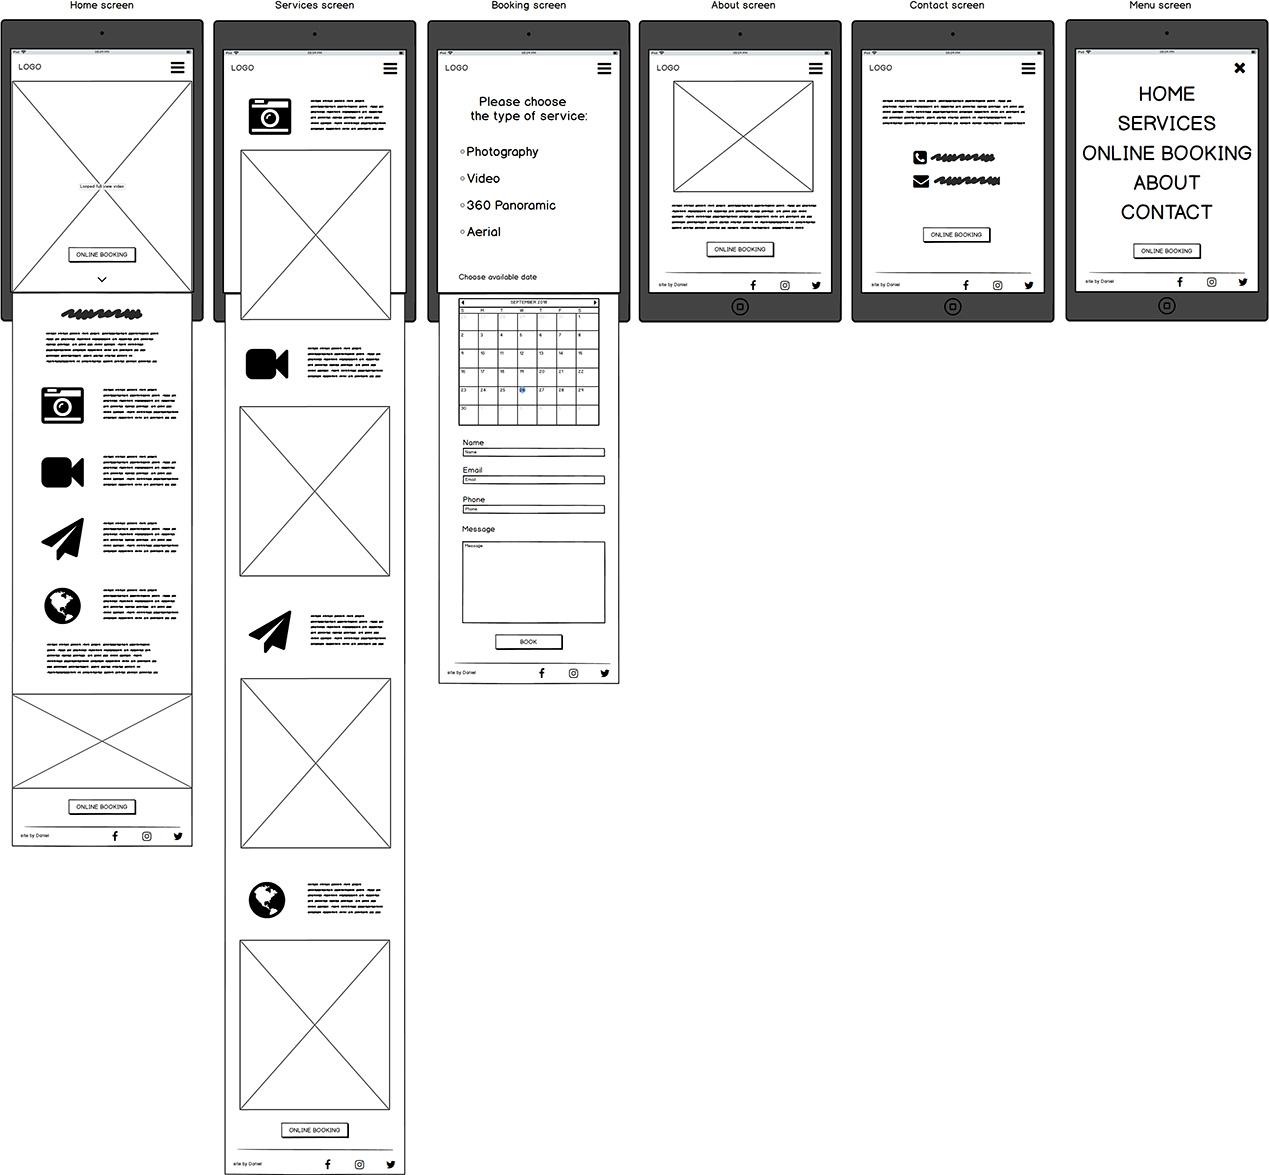 Home screen
LOGO
Looped full view video
ONLINE BOOKING
ONLINE BOOKING
site by Daniel
Services screen
LOGO
ONLINE BOOKING
site by Daniel
Booking screen
LOGO
Please choose
the type of service:
Photography
Video
360 Panoramic
Aerial
Choose available date
SEPTEMBER 2018
S M T W T F S
1
2 3 4 5 6 7 8
9 10 11 12 13 14 15
16 17 18 19 20 21 22
23 24 25 26 27 28 29
30
Name
Name
Email
Email
Phone
Phone
Message
Message
BOOK
site by Daniel
About screen
LOGO
ONLINE BOOKING
site by Daniel
Contact screen
LOGO
ONLINE BOOKING
site by Daniel
Menu screen
HOME
SERVICES
ONLINE BOOKING
ABOUT
CONTACT
ONLINE BOOKING
site by Daniel